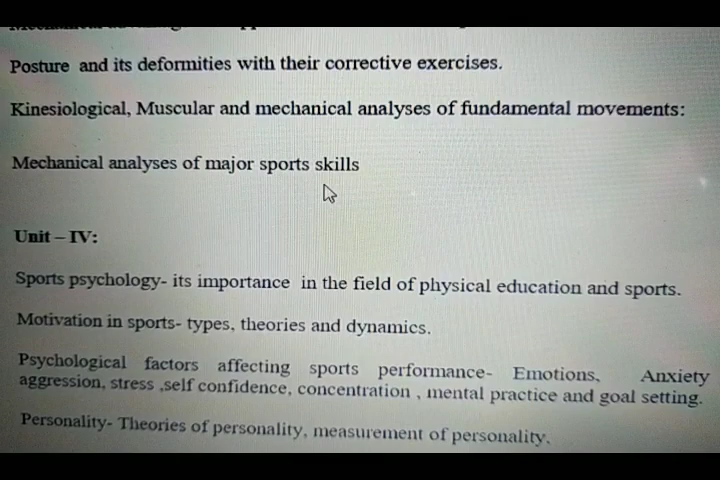 Posture and its deformities with their corrective exercises.
Kinesiological, Muscular and mechanical analyses of fundamental movements:
Mechanical analyses of major sports skills
Unit – IV:
Sports psychology- its importance in the field of physical education and sports.
Motivation in sports- types, theories and dynamics.
Psychological factors affecting sports performance- Emotions, Anxiety
aggression, stress ,self confidence, concentration , mental practice and goal setting.
Personality- Theories of personality, measurement of personality.